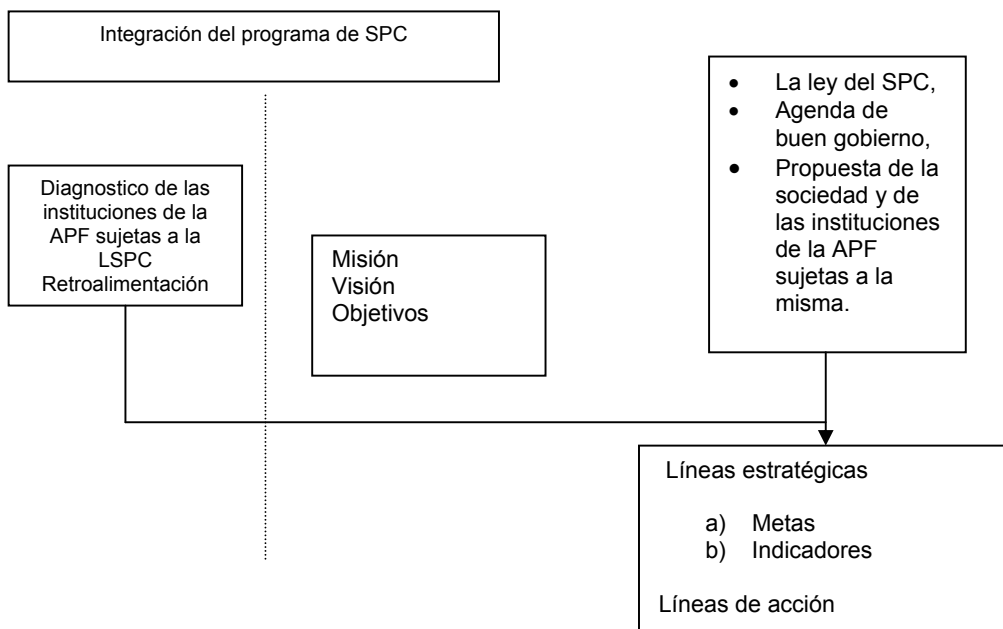 Integración del programa de SPC
Diagnostico de las
instituciones de la
APF sujetas a la
LSPC
Retroalimentación
Misión
Visión
Objetivos
• La ley del SPC,
• Agenda de
buen gobierno,
• Propuesta de la
sociedad y de
las instituciones
de la APF
sujetas a la
misma.
Líneas estratégicas
a) Metas
b) Indicadores
Líneas de acción